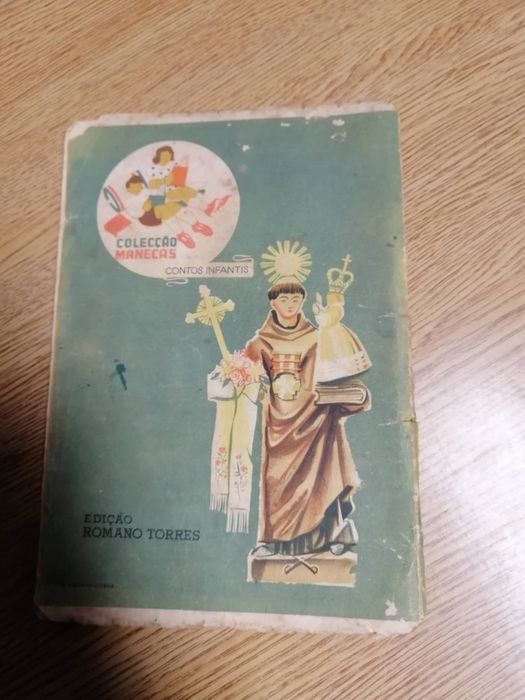 COLECÇÃO
MANECAS
CONTOS INFANTIS
EDIÇÃO
ROMANO TORRES